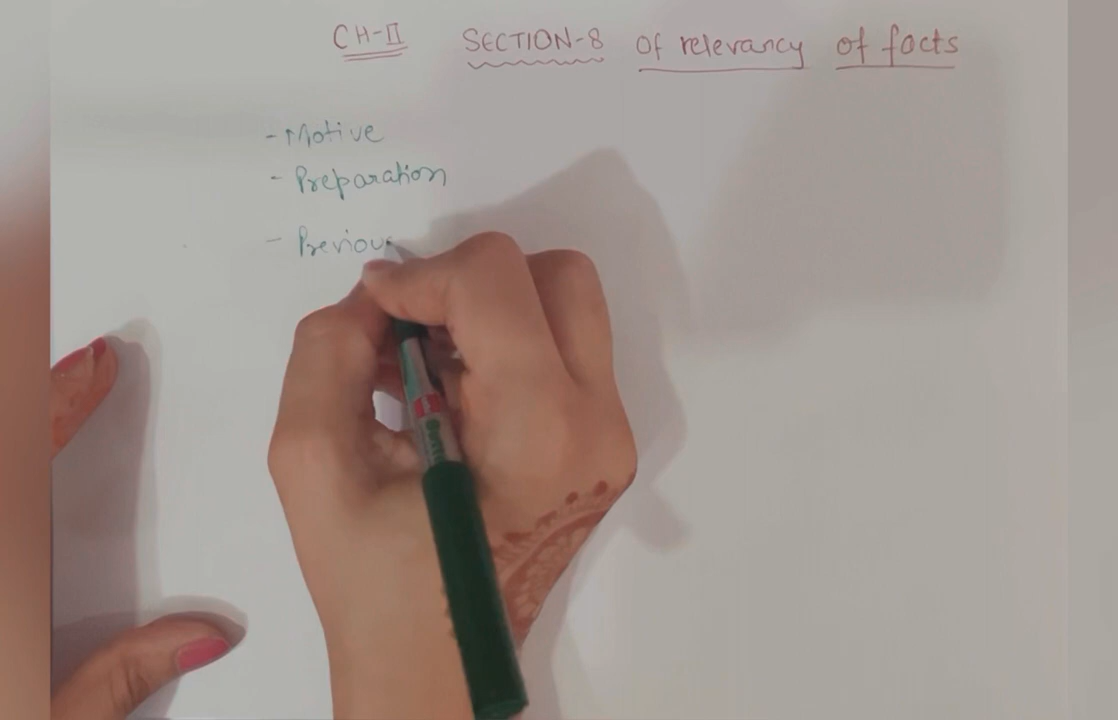 CH-II SECTION-8 of relevancy of facts
- Motive
- Preparation
- Previou